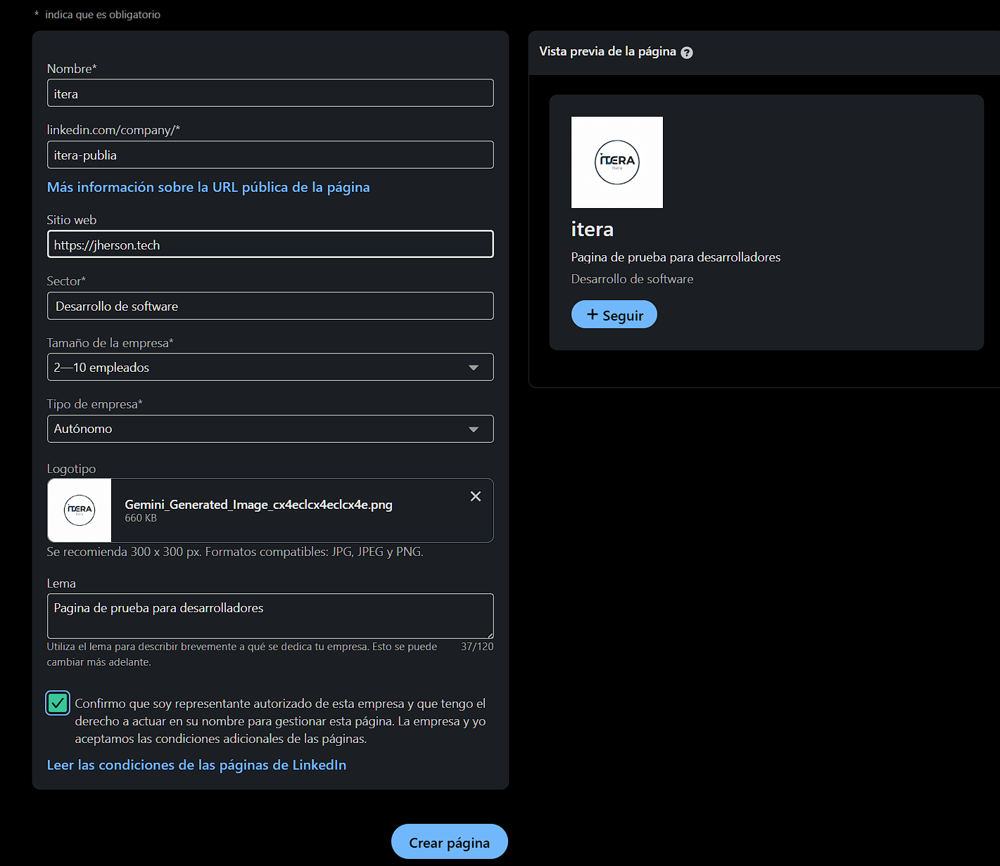 * indica que es obligatorio
Nombre*
itera
linkedin.com/company/*
itera-publia
Más información sobre la URL pública de la página
Sitio web
https://jherson.tech
Sector*
Desarrollo de software
Tamaño de la empresa*
2—10 empleados
Tipo de empresa*
Autónomo
Logotipo
ITERA
Itera
Gemini_Generated_Image_cx4eclcx4eclcx4e.png
660 KB
Se recomienda 300 x 300 px. Formatos compatibles: JPG, JPEG y PNG.
Lema
Pagina de prueba para desarrolladores
Utiliza el lema para describir brevemente a qué se dedica tu empresa. Esto se puede 37/120
cambiar más adelante.
Confirmo que soy representante autorizado de esta empresa y que tengo el
derecho a actuar en su nombre para gestionar esta página. La empresa y yo
aceptamos las condiciones adicionales de las páginas.
Leer las condiciones de las páginas de LinkedIn
Crear página
Vista previa de la página ?
ITERA
Itera
itera
Pagina de prueba para desarrolladores
Desarrollo de software
+ Seguir